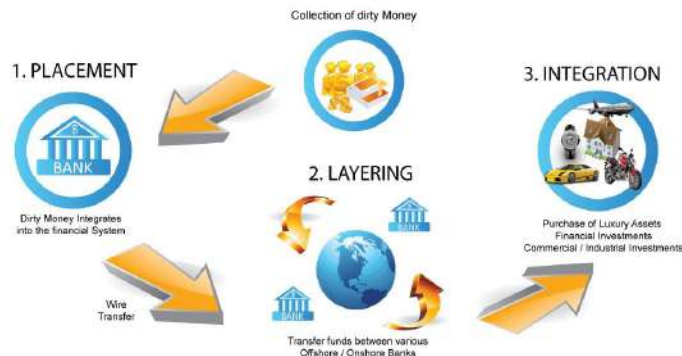 Collection of dirty Money
1. PLACEMENT
3. INTEGRATION
$
BANK
Dirty Money Integrates
into the financial System
2. LAYERING
BANK
BANK
Purchase of Luxury Assets
Financial Investments
Commercial / Industrial Investments
Wire
Transfer
Transfer funds between various
Offshore / Onshore Banks